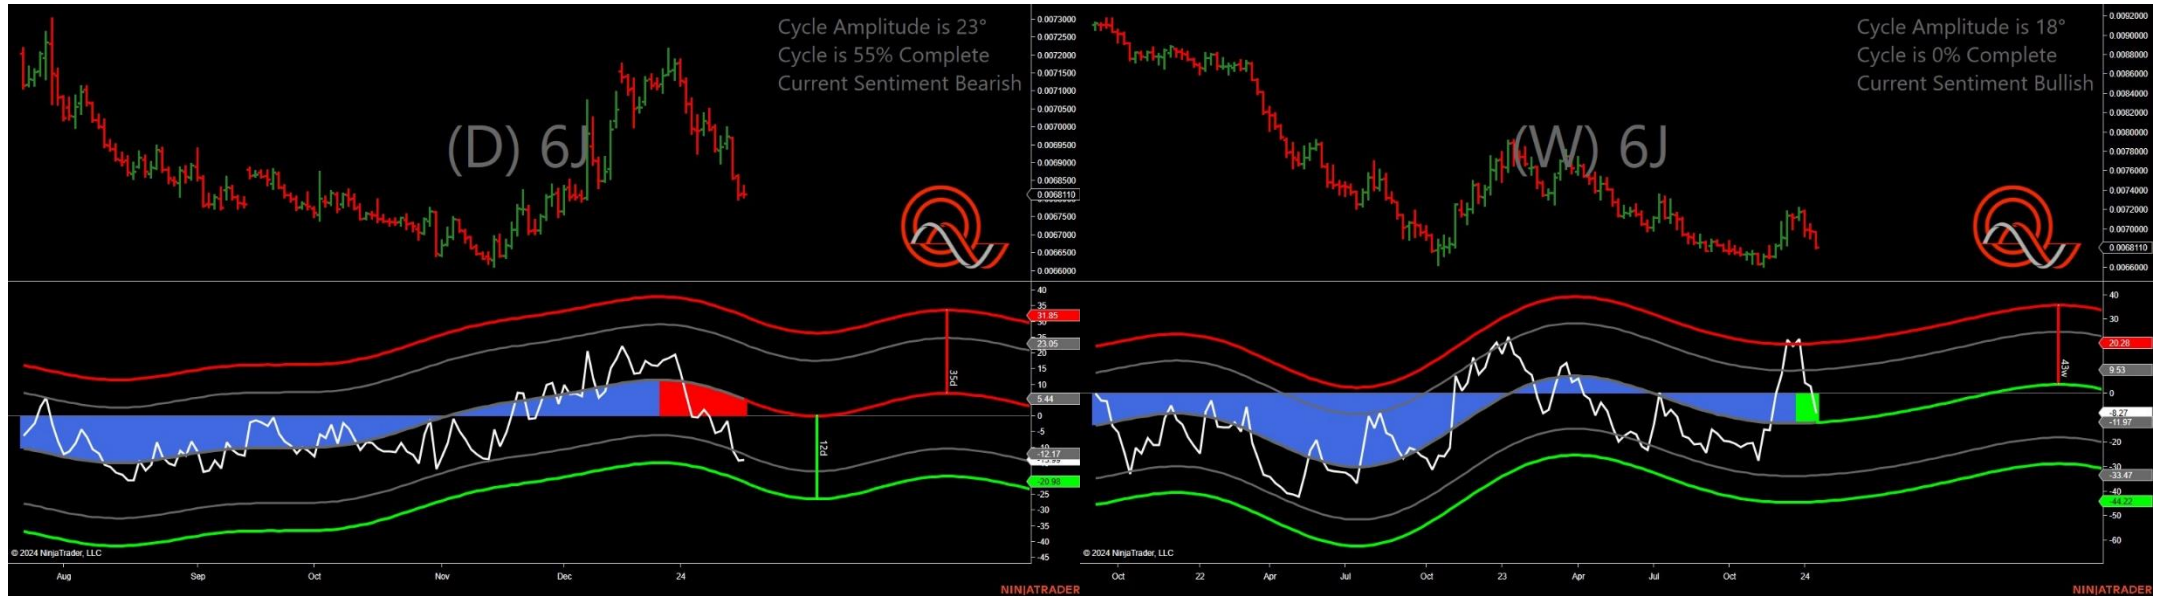 Cycle Amplitude is 23°
Cycle is 55% Complete
Current Sentiment Bearish
(D) 6J
0.0073000
0.0072500
0.0072000
0.0071500
0.0071000
0.0070500
0.0070000
0.0069500
0.0069000
0.0068500
0.0068110
0.0067500
0.0067000
0.0066500
0.0066000
40
35
31.85
23.05
20
15
10
5.44
0
-5
-10
-12.17
-20.98
-25
-30
-35
-40
-45
35d
12d
© 2024 NinjaTrader, LLC
Aug
Sep
Oct
Nov
Dec
24
NINJATRADER
Cycle Amplitude is 18°
Cycle is 0% Complete
Current Sentiment Bullish
(W) 6J
0.0092000
0.0090000
0.0088000
0.0086000
0.0084000
0.0082000
0.0080000
0.0078000
0.0076000
0.0074000
0.0072000
0.0070000
0.0068110
0.0066000
40
30
20.28
9.53
0
-8.27
-11.97
-20
-30
-33.47
-40
-44.22
-50
-60
43w
© 2024 NinjaTrader, LLC
Oct
22
Apr
Jul
Oct
23
Apr
Jul
Oct
24
NINJATRADER